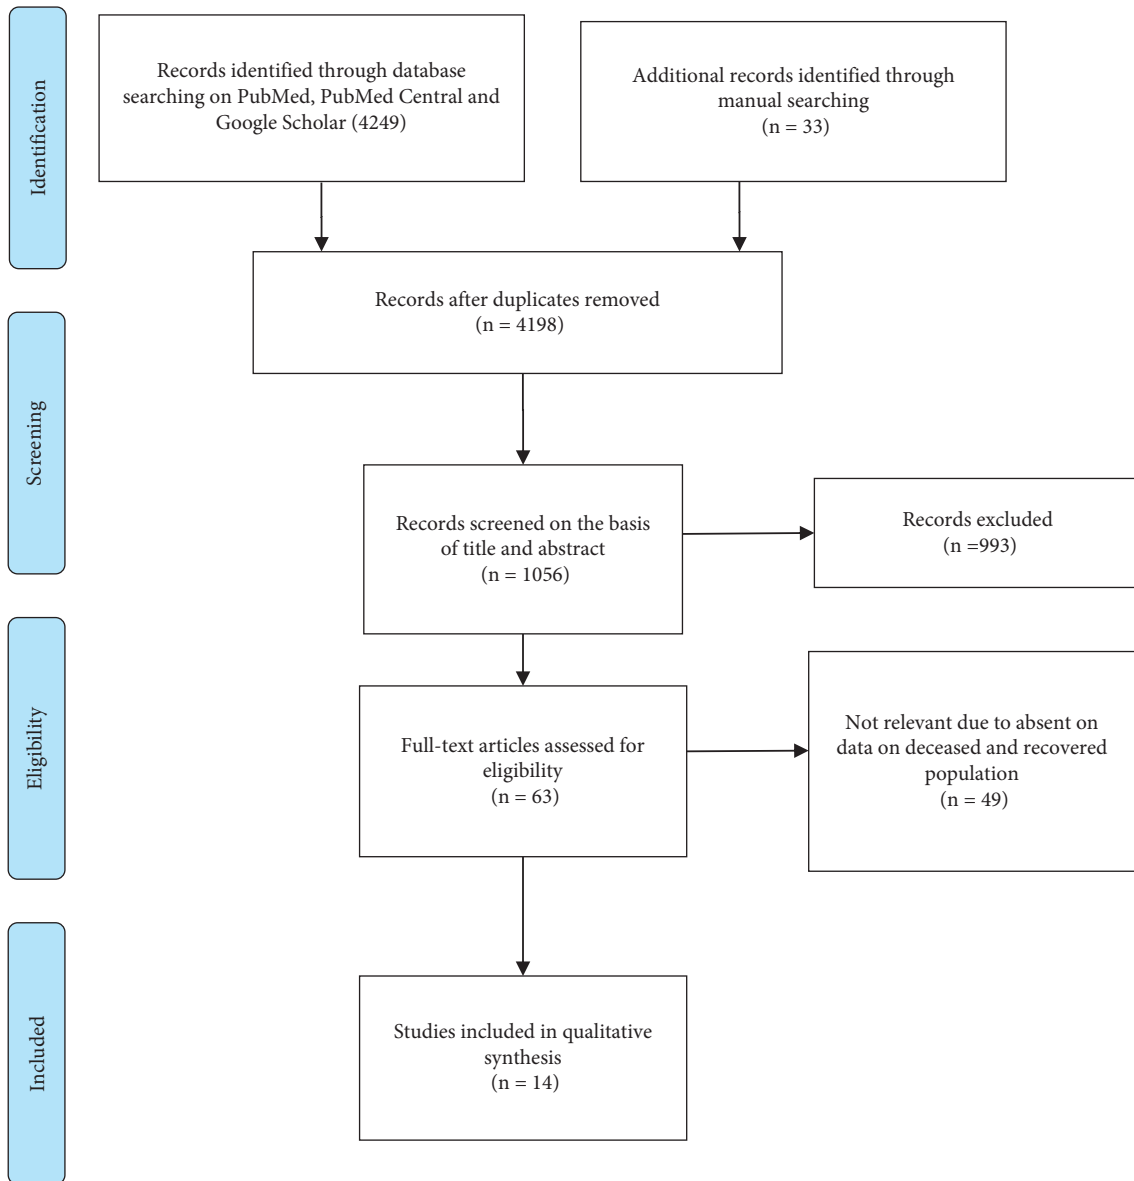 Identification
Records identified through database
searching on PubMed, PubMed Central and
Google Scholar (4249)
Additional records identified through
manual searching
(n = 33)
Records after duplicates removed
(n = 4198)
Screening
Records screened on the basis
of title and abstract
(n = 1056)
Records excluded
(n =993)
Eligibility
Full-text articles assessed for
eligibility
(n = 63)
Not relevant due to absent on
data on deceased and recovered
population
(n = 49)
Included
Studies included in qualitative
synthesis
(n = 14)